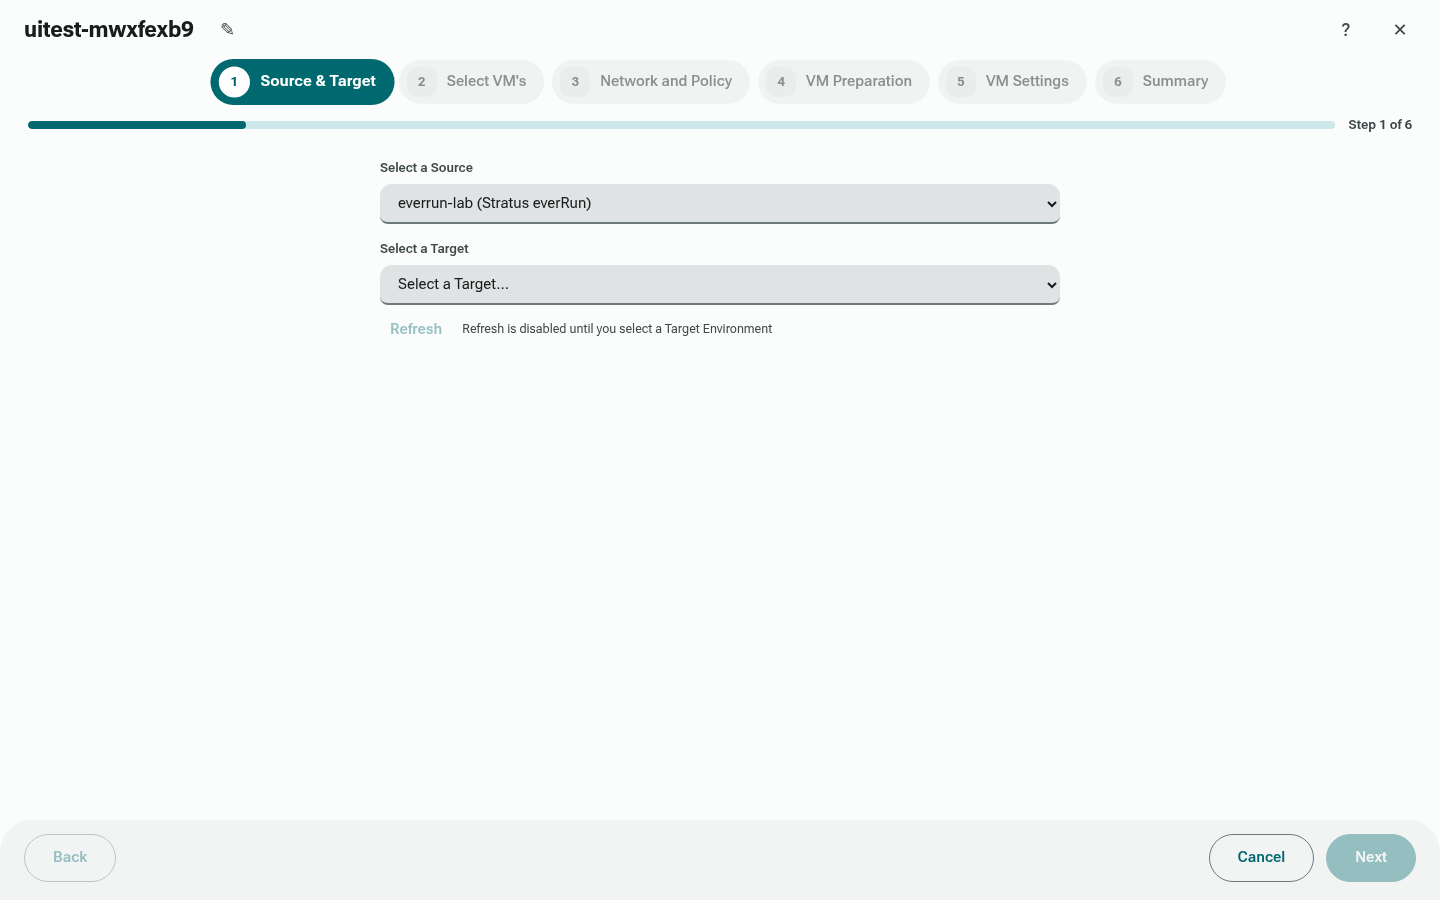 uitest-mwxfexb9 ✎ ? ✕
1 Source & Target 2 Select VM's 3 Network and Policy 4 VM Preparation 5 VM Settings 6 Summary
Step 1 of 6
Select a Source
everrun-lab (Stratus everRun)
Select a Target
Select a Target...
Refresh Refresh is disabled until you select a Target Environment
Back Cancel Next